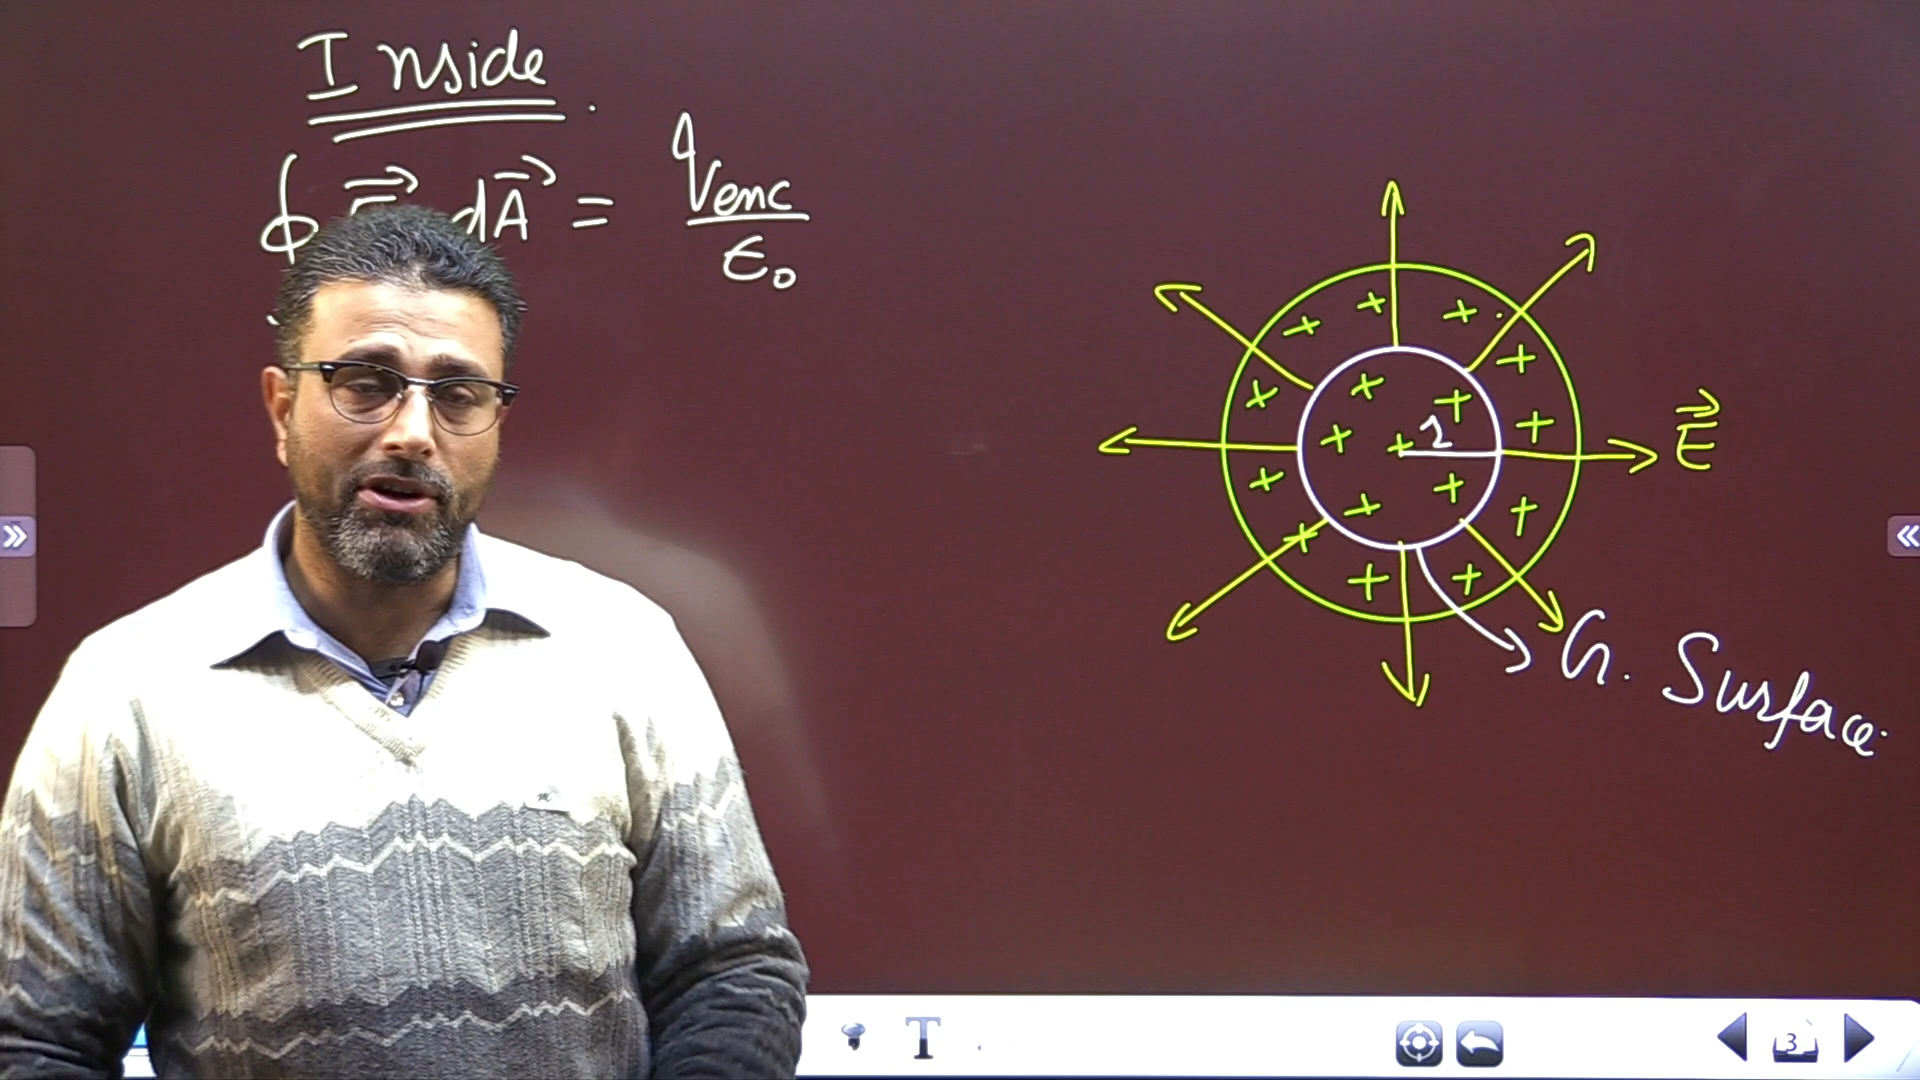 Inside
∮ E⃗ dA⃗ = qenc / ε₀
r
E⃗
G. Surface
T
3